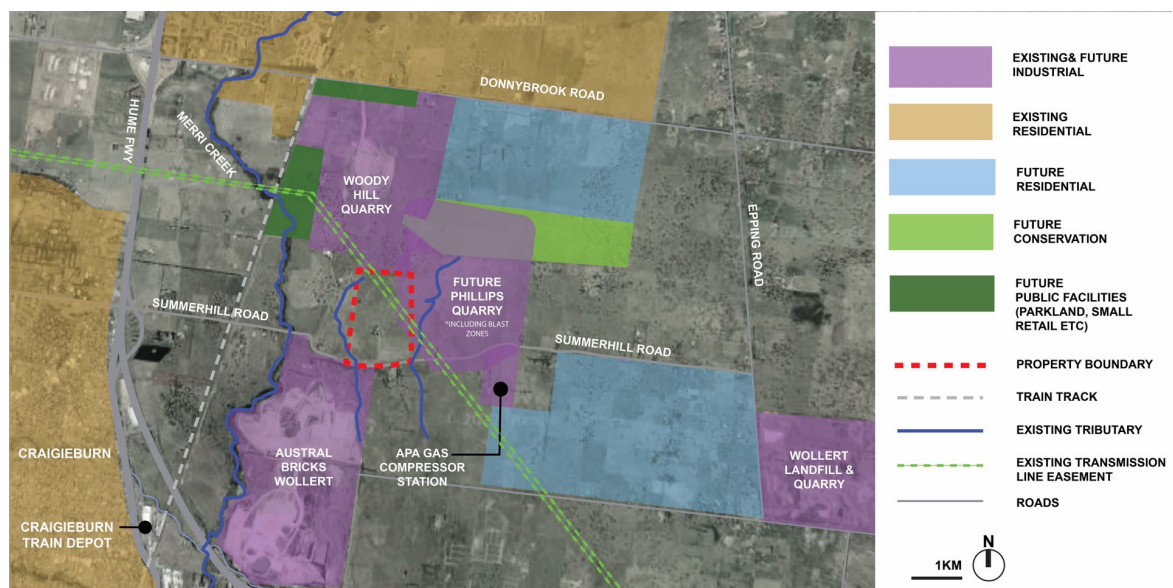 DONNYBROOK ROAD
HUME FWY
MERRI CREEK
WOODY
HILL
QUARRY
EPPING ROAD
FUTURE
PHILLIPS
QUARRY
*INCLUDING BLAST
ZONES
SUMMERHILL ROAD
SUMMERHILL ROAD
AUSTRAL
BRICKS
WOLLERT
APA GAS
COMPRESSOR
STATION
WOLLERT
LANDFILL &
QUARRY
CRAIGIEBURN
CRAIGIEBURN
TRAIN DEPOT
EXISTING& FUTURE
INDUSTRIAL
EXISTING
RESIDENTIAL
FUTURE
RESIDENTIAL
FUTURE
CONSERVATION
FUTURE
PUBLIC FACILITIES
(PARKLAND, SMALL
RETAIL ETC)
PROPERTY BOUNDARY
TRAIN TRACK
EXISTING TRIBUTARY
EXISTING TRANSMISSION
LINE EASEMENT
ROADS
1KM
N